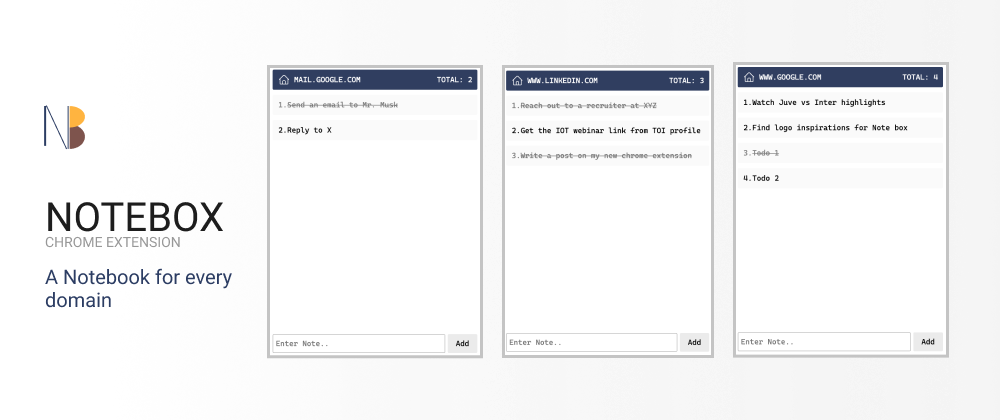 NB
NOTEBOX
CHROME EXTENSION
A Notebook for every
domain
MAIL.GOOGLE.COM TOTAL: 2
1.Send an email to Mr. Musk
2.Reply to X
Enter Note.. Add
WWW.LINKEDIN.COM TOTAL: 3
1.Reach out to a recruiter at XYZ
2.Get the IOT webinar link from TOI profile
3.Write a post on my new chrome extension
Enter Note.. Add
WWW.GOOGLE.COM TOTAL: 4
1.Watch Juve vs Inter highlights
2.Find logo inspirations for Note box
3.Todo 1
4.Todo 2
Enter Note.. Add